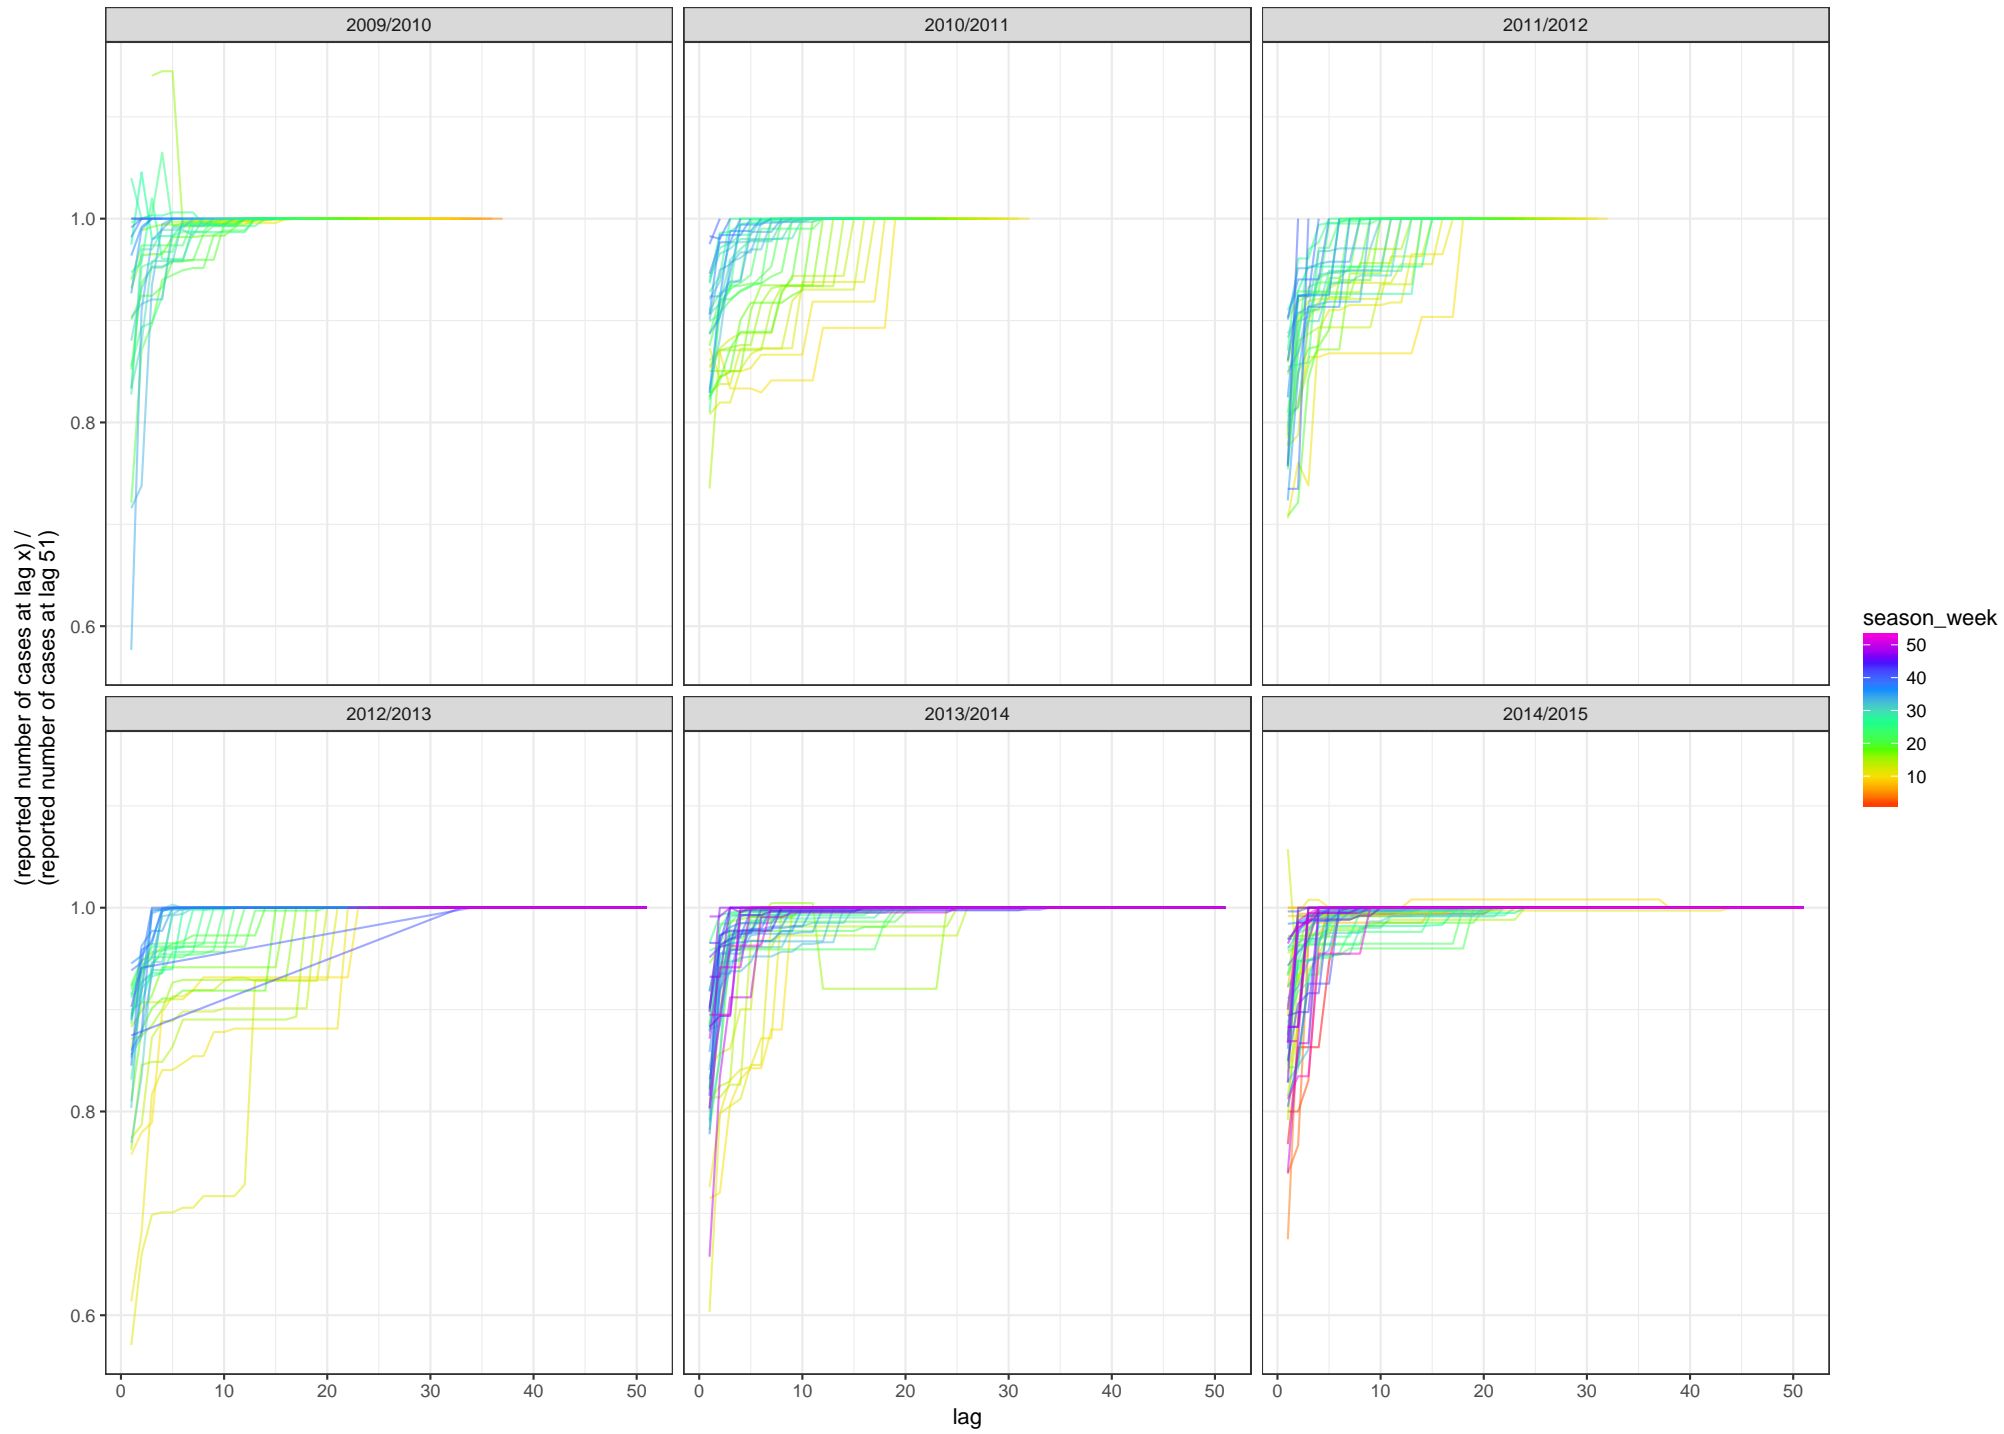 2009/2010
2010/2011
2011/2012
1.0
0.8
0.6
(reported number of cases at lag x) /
(reported number of cases at lag 51)
season_week
50
40
30
20
10
2012/2013
2013/2014
2014/2015
1.0
0.8
0.6
0 10 20 30 40 50
0 10 20 30 40 50
0 10 20 30 40 50
lag